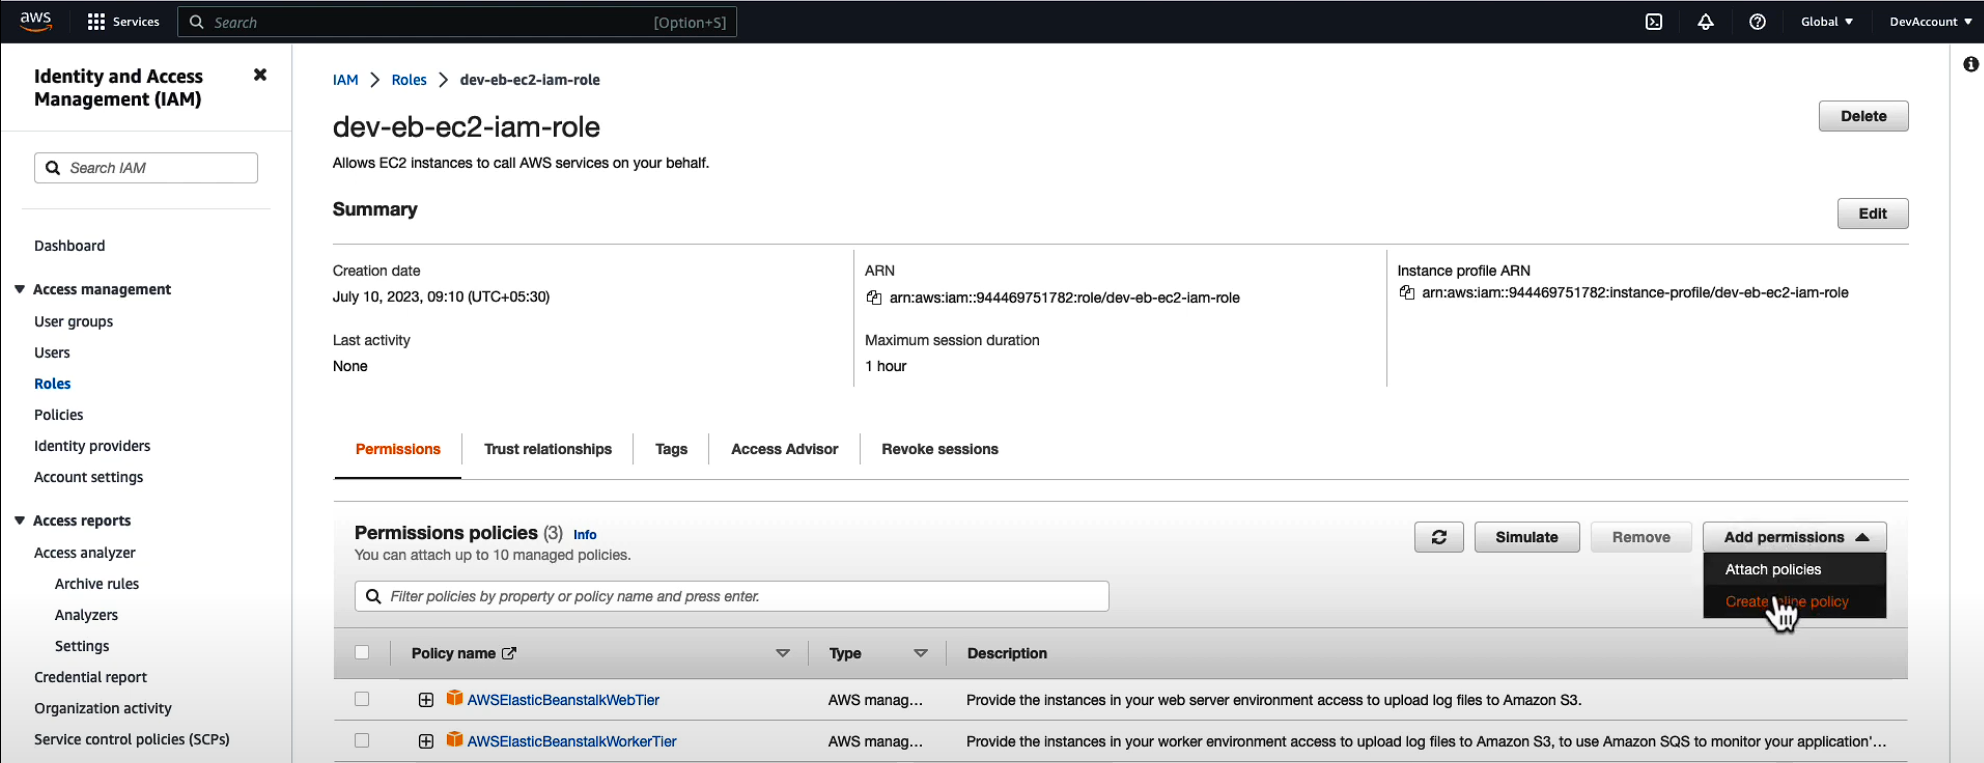 aws
Services
Search
[Option+S]
Global
DevAccount
Identity and Access
Management (IAM)
Search IAM
Dashboard
Access management
User groups
Users
Roles
Policies
Identity providers
Account settings
Access reports
Access analyzer
Archive rules
Analyzers
Settings
Credential report
Organization activity
Service control policies (SCPs)
IAM > Roles > dev-eb-ec2-iam-role
dev-eb-ec2-iam-role
Delete
Allows EC2 instances to call AWS services on your behalf.
Summary
Edit
Creation date
July 10, 2023, 09:10 (UTC+05:30)
Last activity
None
ARN
arn:aws:iam::944469751782:role/dev-eb-ec2-iam-role
Maximum session duration
1 hour
Instance profile ARN
arn:aws:iam::944469751782:instance-profile/dev-eb-ec2-iam-role
Permissions
Trust relationships
Tags
Access Advisor
Revoke sessions
Permissions policies (3) Info
You can attach up to 10 managed policies.
Simulate
Remove
Add permissions
Attach policies
Create inline policy
Filter policies by property or policy name and press enter.
Policy name
Type
Description
AWSElasticBeanstalkWebTier
AWS manag...
Provide the instances in your web server environment access to upload log files to Amazon S3.
AWSElasticBeanstalkWorkerTier
AWS manag...
Provide the instances in your worker environment access to upload log files to Amazon S3, to use Amazon SQS to monitor your application'...